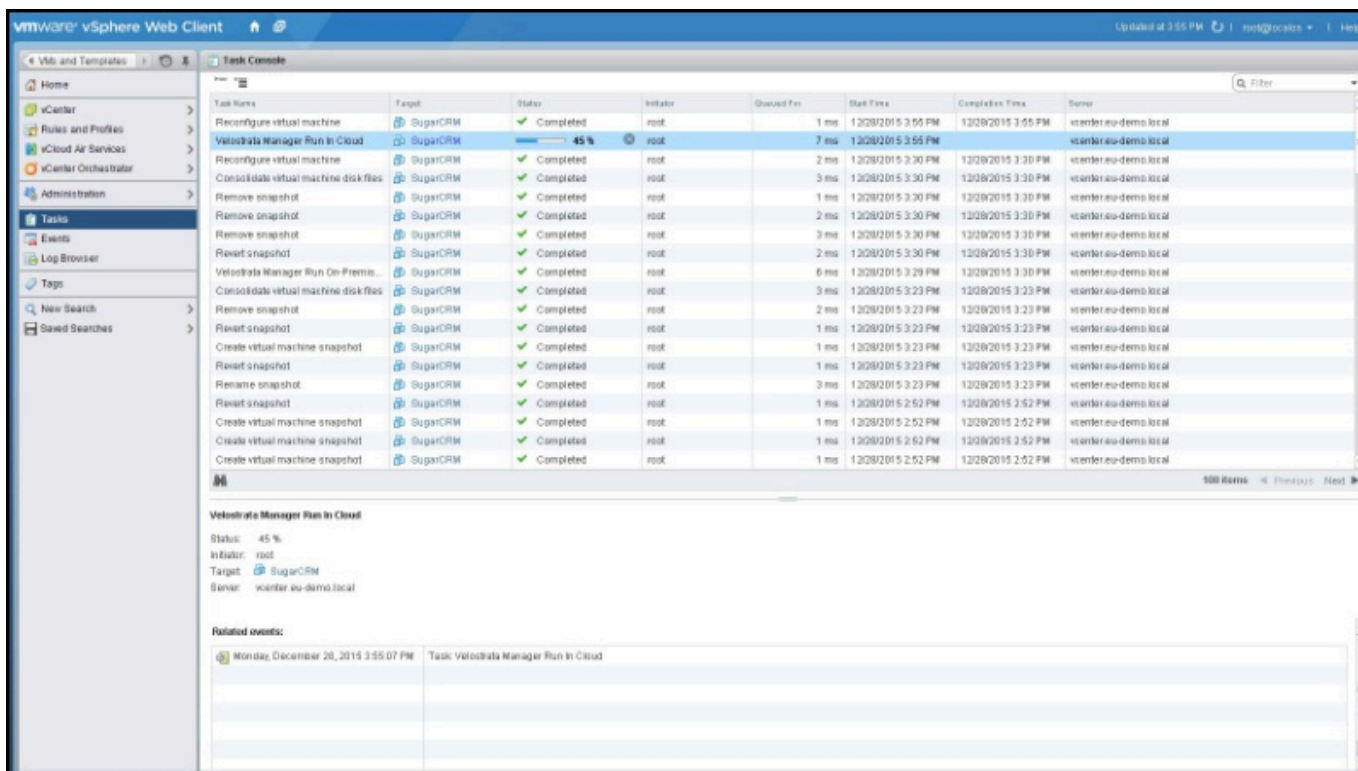 vmware vSphere Web Client Updated at 3:55 PM root@localos Help
VMs and Templates
Task Console
Home
Filter
Task Name Target Status Initiator Queued For Start Time Completion Time Server
vCenter
Rules and Profiles
vCloud Air Services
vCenter Orchestrator
Administration
Tasks
Events
Log Browser
Tags
New Search
Saved Searches
Reconfigure virtual machine SugarCRM Completed root 1 ms 12/28/2015 3:55 PM 12/28/2015 3:55 PM vcenter.eu-demo.local
Velostrata Manager Run In Cloud SugarCRM 45 % root 7 ms 12/28/2015 3:55 PM vcenter.eu-demo.local
Reconfigure virtual machine SugarCRM Completed root 2 ms 12/28/2015 3:30 PM 12/28/2015 3:30 PM vcenter.eu-demo.local
Consolidate virtual machine disk files SugarCRM Completed root 3 ms 12/28/2015 3:30 PM 12/28/2015 3:30 PM vcenter.eu-demo.local
Remove snapshot SugarCRM Completed root 1 ms 12/28/2015 3:30 PM 12/28/2015 3:30 PM vcenter.eu-demo.local
Remove snapshot SugarCRM Completed root 2 ms 12/28/2015 3:30 PM 12/28/2015 3:30 PM vcenter.eu-demo.local
Remove snapshot SugarCRM Completed root 3 ms 12/28/2015 3:30 PM 12/28/2015 3:30 PM vcenter.eu-demo.local
Revert snapshot SugarCRM Completed root 2 ms 12/28/2015 3:30 PM 12/28/2015 3:30 PM vcenter.eu-demo.local
Velostrata Manager Run On-Premis... SugarCRM Completed root 6 ms 12/28/2015 3:29 PM 12/28/2015 3:30 PM vcenter.eu-demo.local
Consolidate virtual machine disk files SugarCRM Completed root 3 ms 12/28/2015 3:23 PM 12/28/2015 3:23 PM vcenter.eu-demo.local
Remove snapshot SugarCRM Completed root 2 ms 12/28/2015 3:23 PM 12/28/2015 3:23 PM vcenter.eu-demo.local
Revert snapshot SugarCRM Completed root 1 ms 12/28/2015 3:23 PM 12/28/2015 3:23 PM vcenter.eu-demo.local
Create virtual machine snapshot SugarCRM Completed root 1 ms 12/28/2015 3:23 PM 12/28/2015 3:23 PM vcenter.eu-demo.local
Revert snapshot SugarCRM Completed root 1 ms 12/28/2015 3:23 PM 12/28/2015 3:23 PM vcenter.eu-demo.local
Rename snapshot SugarCRM Completed root 3 ms 12/28/2015 3:23 PM 12/28/2015 3:23 PM vcenter.eu-demo.local
Revert snapshot SugarCRM Completed root 1 ms 12/28/2015 2:52 PM 12/28/2015 2:52 PM vcenter.eu-demo.local
Create virtual machine snapshot SugarCRM Completed root 1 ms 12/28/2015 2:52 PM 12/28/2015 2:52 PM vcenter.eu-demo.local
Create virtual machine snapshot SugarCRM Completed root 1 ms 12/28/2015 2:52 PM 12/28/2015 2:52 PM vcenter.eu-demo.local
Create virtual machine snapshot SugarCRM Completed root 1 ms 12/28/2015 2:52 PM 12/28/2015 2:52 PM vcenter.eu-demo.local
100 items Previous Next
Velostrata Manager Run In Cloud
Status: 45 %
Initiator: root
Target: SugarCRM
Server: vcenter.eu-demo.local
Related events:
Monday, December 28, 2015 3:55:07 PM Task: Velostrata Manager Run In Cloud